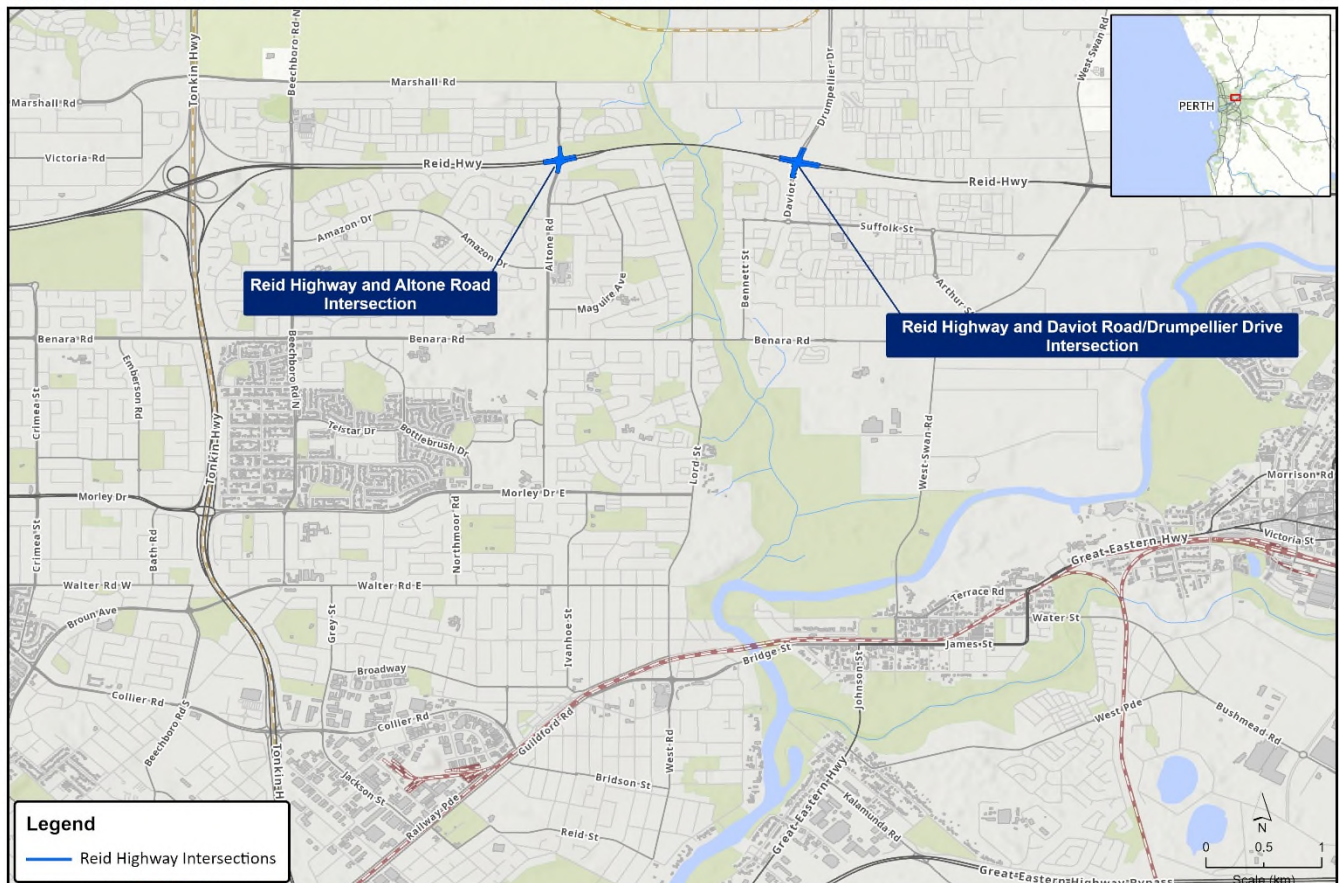 Tonkin Hwy
Beechboro Rd N
Drumpellier Dr
West Swan Rd
PERTH
Marshall Rd
Marshall Rd
Victoria Rd
Reid Hwy
Reid Hwy
Daviot
Amazon Dr
Amazon Dr
Altone Rd
Suffolk St
Bennett St
Arthur St
Maguire Ave
Reid Highway and Altone Road
Intersection
Reid Highway and Daviot Road/Drumpellier Drive
Intersection
Benara Rd
Benara Rd
Benara Rd
Beechboro Rd N
Emberson Rd
Crimea St
Tonkin Hwy
Telstar Dr
Bottlebrush Dr
Lord St
West Swan Rd
Morrison Rd
Morley Dr
Morley Dr E
Northmoor Rd
Crimea St
Bath Rd
Great Eastern Hwy
Victoria St
Walter Rd W
Walter Rd E
Terrace Rd
Water St
Broun Ave
Grey St
Ivanhoe St
James St
Bridge St
Johnson St
Broadway
Collier Rd
Collier Rd
Beechboro Rd S
West Pde
Bushmead Rd
Guildford Rd
West Rd
Tonkin H
Jackson St
Bridson St
Great Eastern Hwy
Kalamunda Rd
Railway Pde
Reid St
Legend
Reid Highway Intersections
N
0 0.5 1
Scale (km)
Great Eastern Highway Bypass